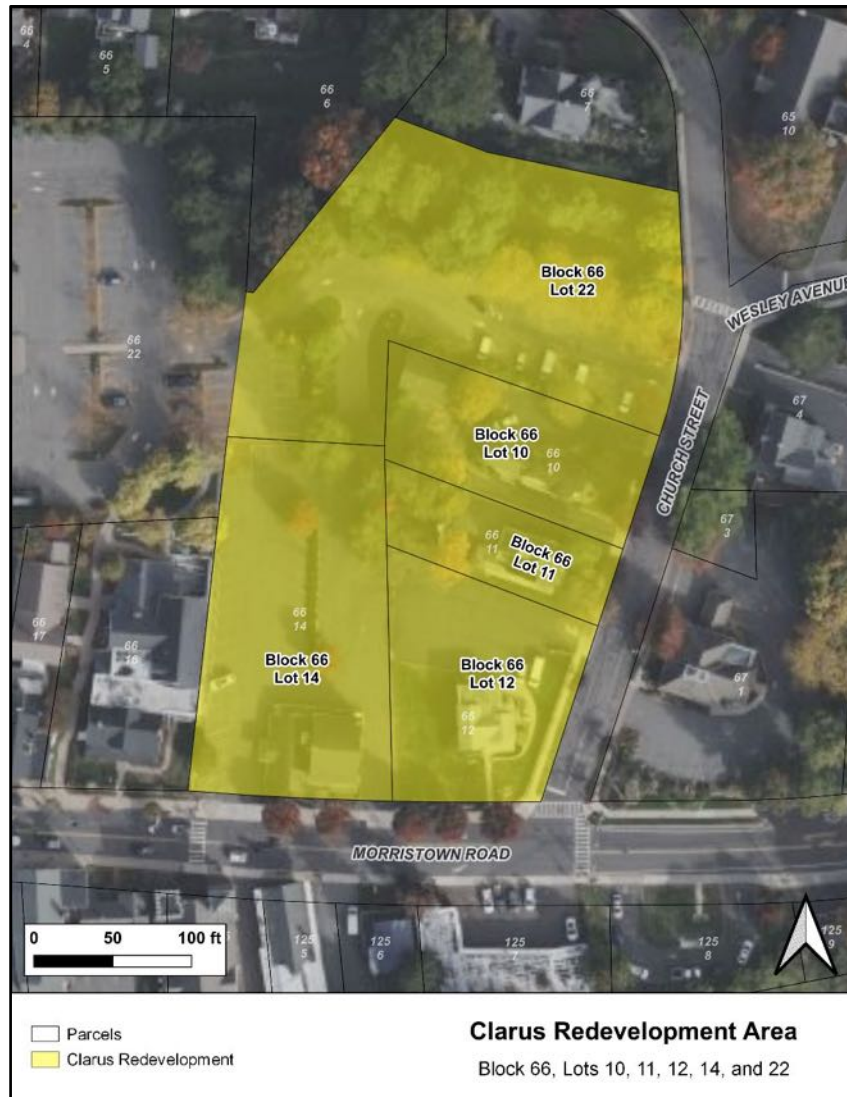 66
4
66
5
66
6
66
7
65
10
Block 66
Lot 22
WESLEY AVENUE
66
22
67
4
Block 66
Lot 10
66
10
CHURCH STREET
67
3
66
11
Block 66
Lot 11
66
17
66
16
66
14
Block 66
Lot 14
Block 66
Lot 12
66
12
67
1
MORRISTOWN ROAD
0 50 100 ft
125
5
125
6
125
7
125
8
125
9
Parcels
Clarus Redevelopment
Clarus Redevelopment Area
Block 66, Lots 10, 11, 12, 14, and 22